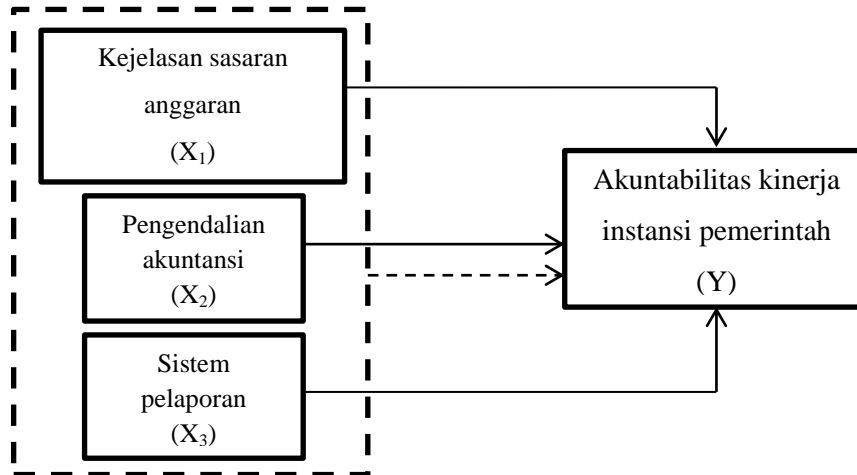 Kejelasan sasaran
anggaran
(X₁)
Pengendalian
akuntansi
(X₂)
Sistem
pelaporan
(X₃)
Akuntabilitas kinerja
instansi pemerintah
(Y)